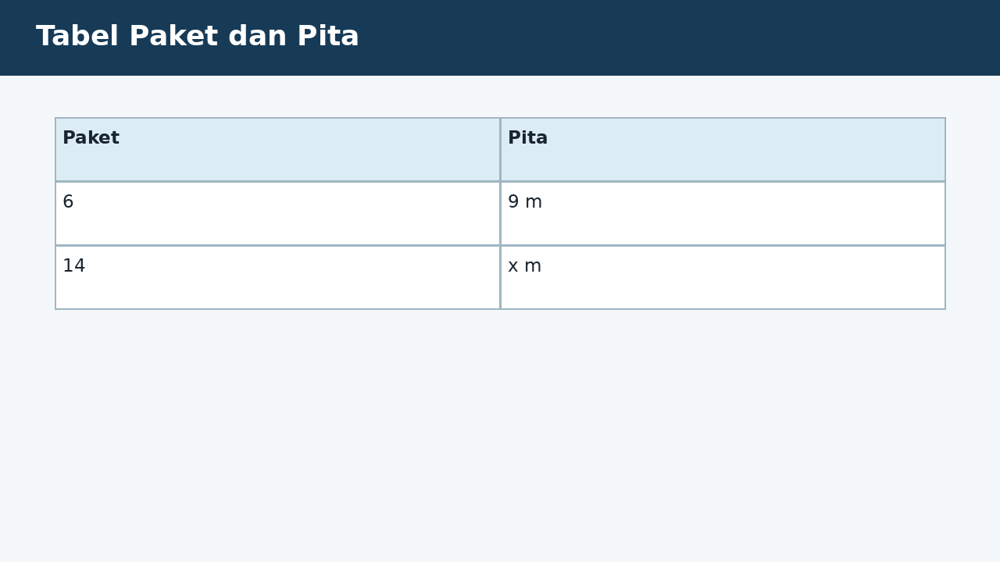 Tabel Paket dan Pita
Paket Pita
6 9 m
14 x m